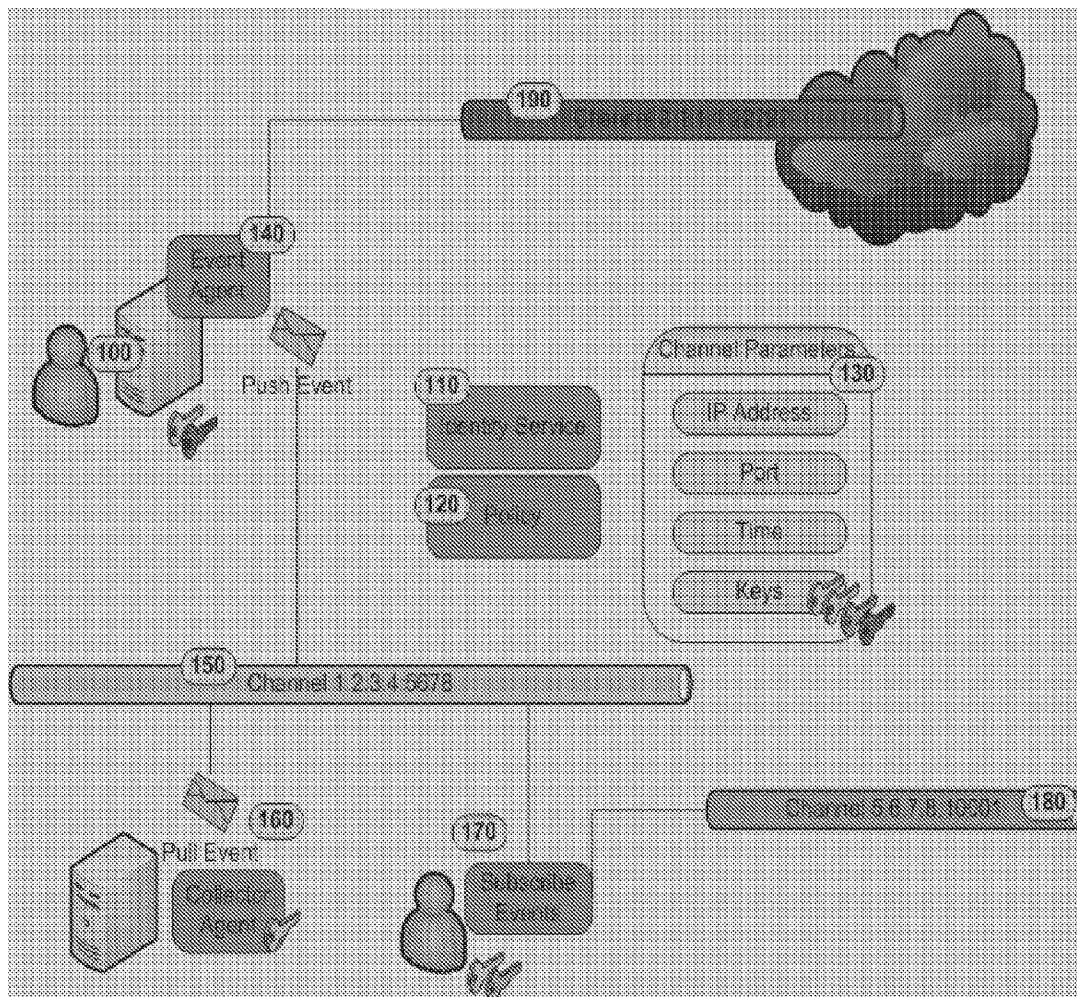 190
140
Event
Agent
100
Push Event
110
Identity Service
120
Policy
Channel Parameters
130
IP Address
Port
Time
Keys
150
Channel 1.2.3.4.5678
160
Pull Event
Collector
Agent
170
Subscribe
Events
Channel 5.6.7.8.
180